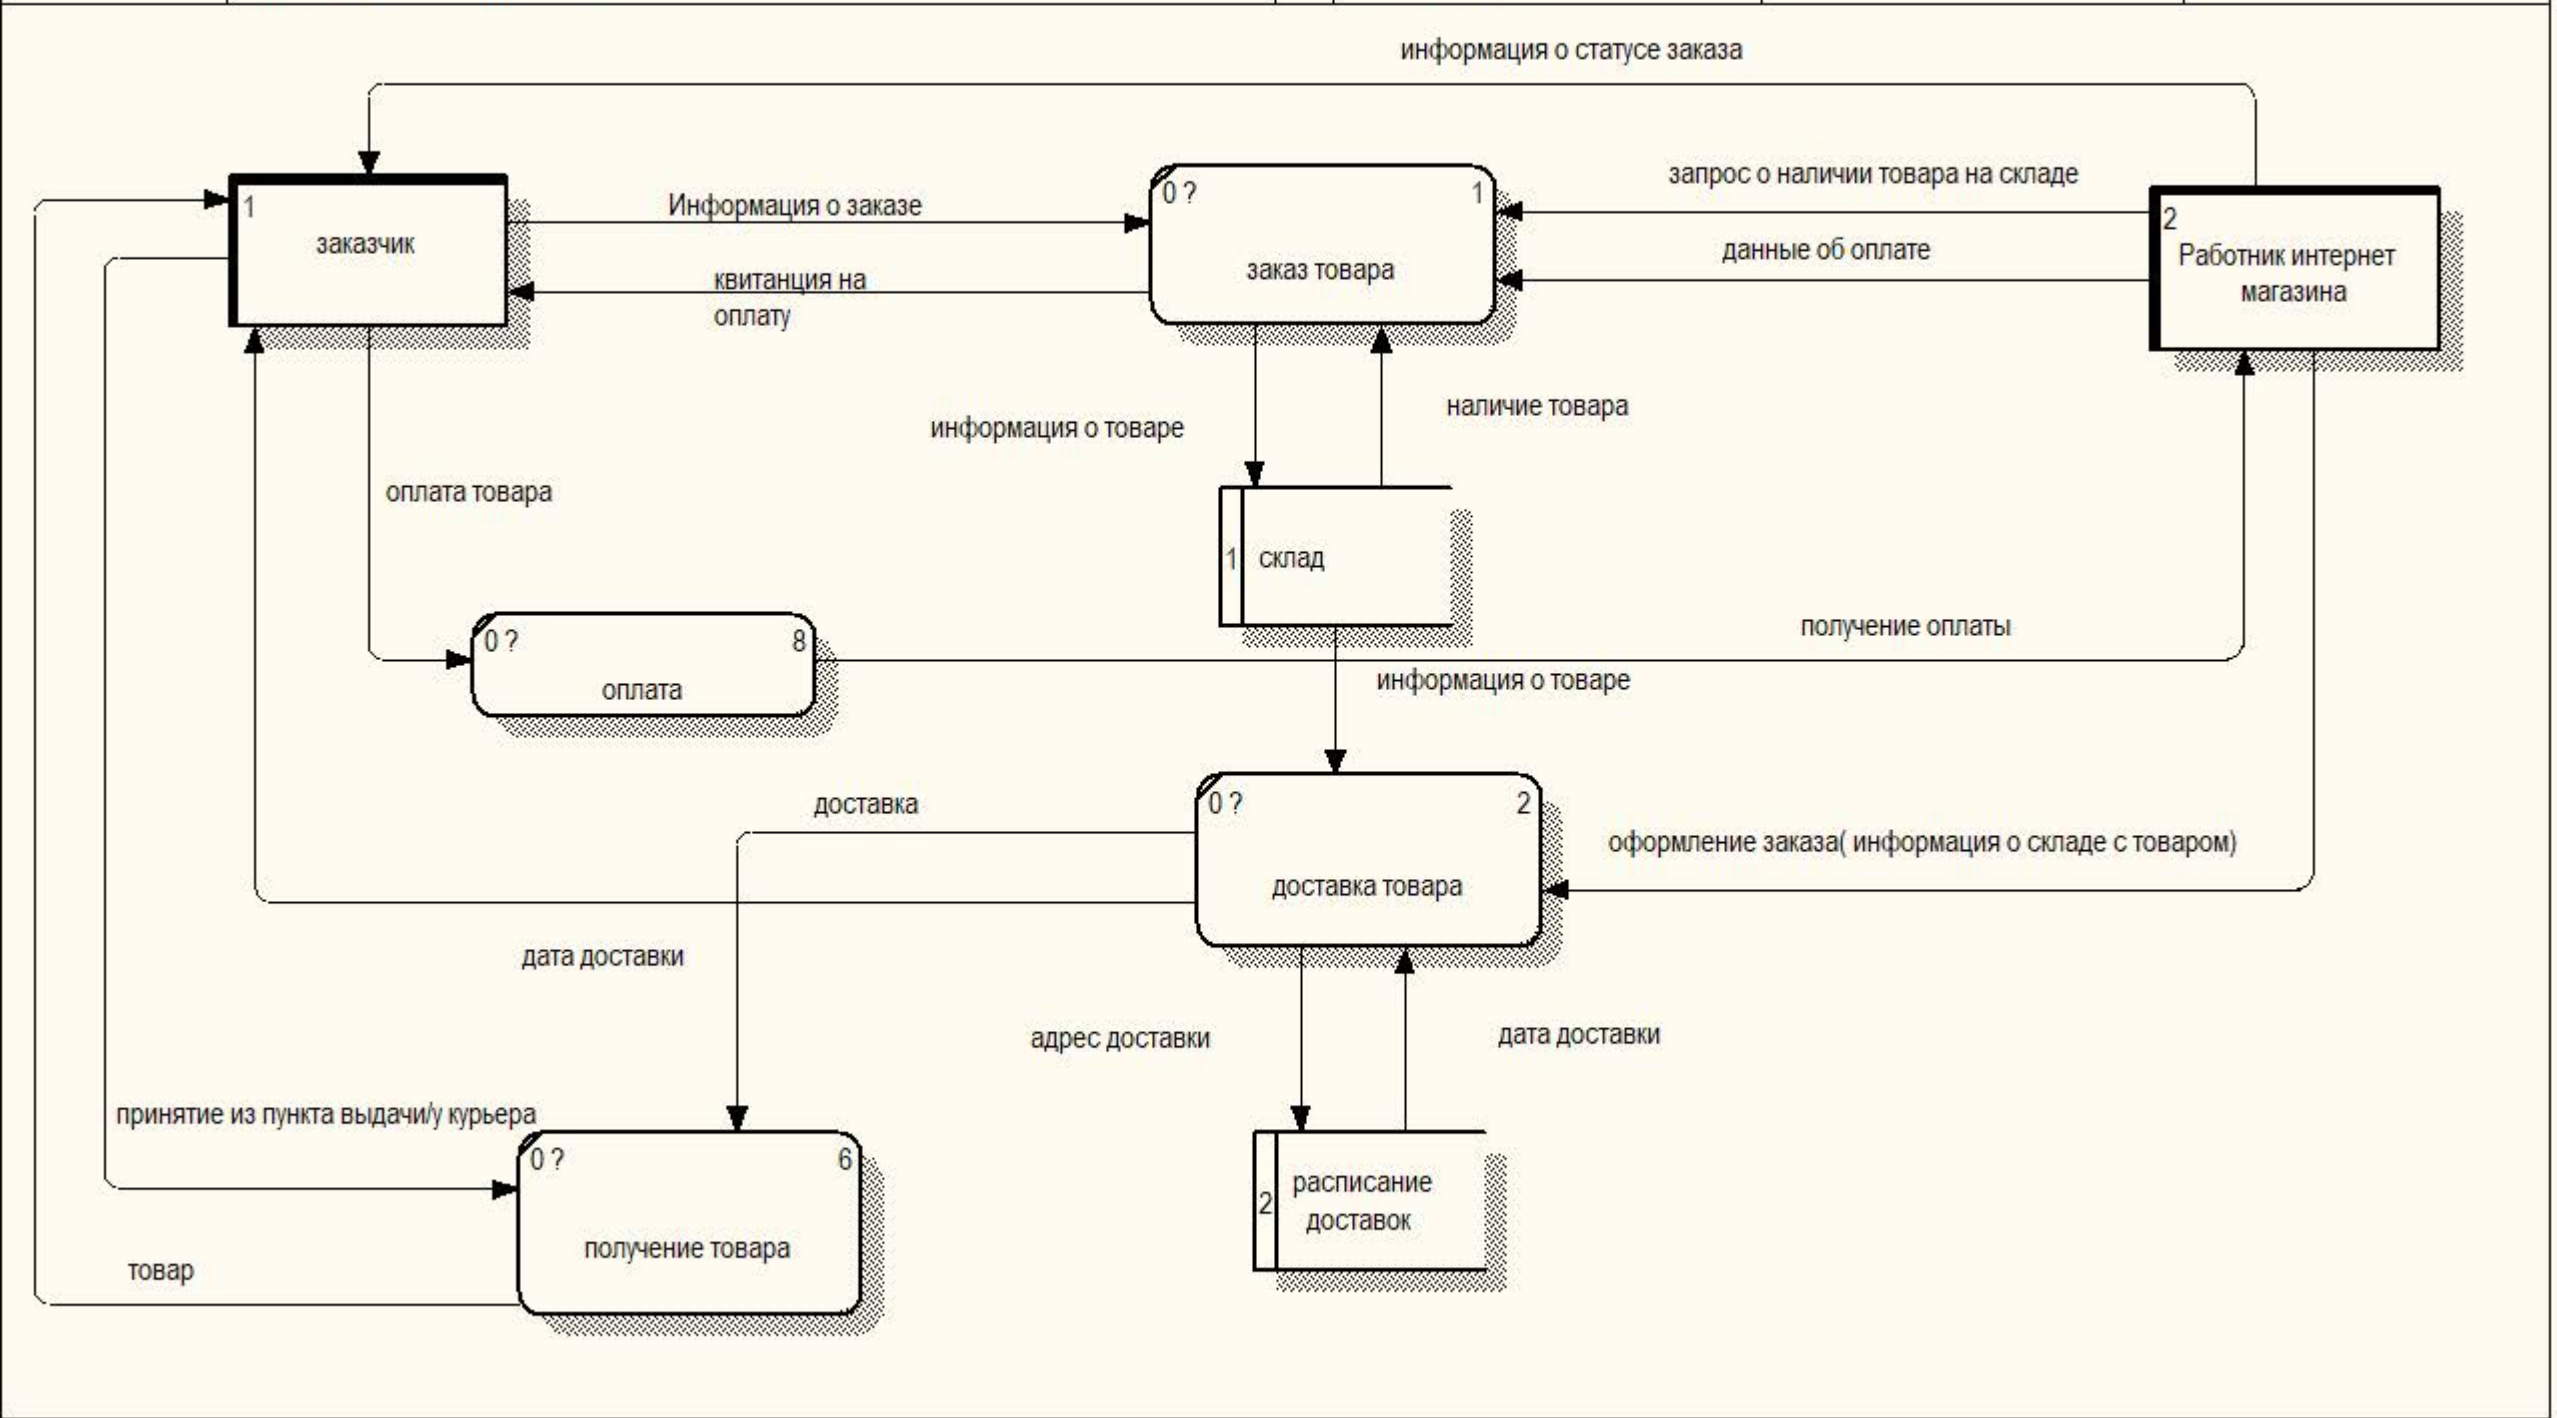 информация о статусе заказа
1
заказчик
Информация о заказе
квитанция на
оплату
0 ?
1
заказ товара
запрос о наличии товара на складе
данные об оплате
2
Работник интернет
магазина
информация о товаре
наличие товара
оплата товара
1
склад
0 ?
8
оплата
получение оплаты
информация о товаре
0 ?
2
доставка товара
доставка
оформление заказа( информация о складе с товаром)
дата доставки
адрес доставки
дата доставки
принятие из пункта выдачи/у курьера
0 ?
6
получение товара
2
расписание
доставок
товар